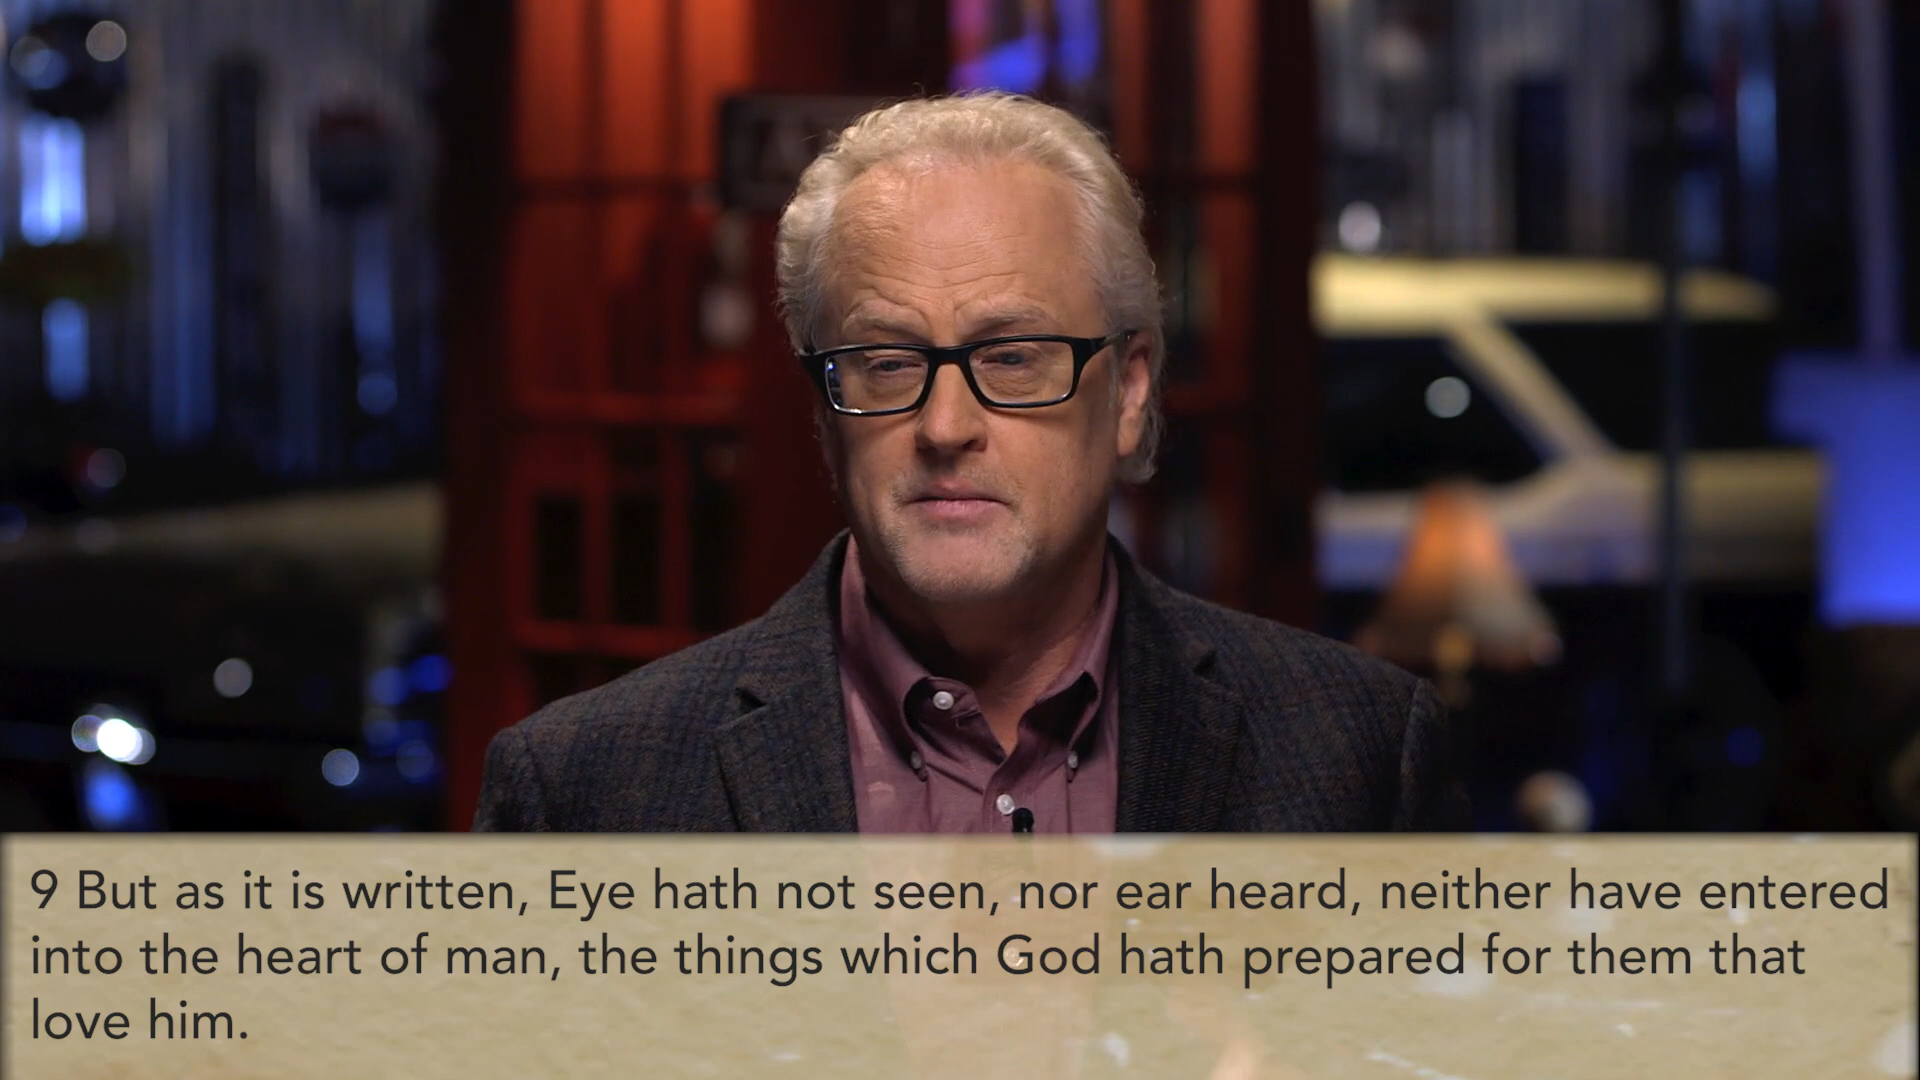 9 But as it is written, Eye hath not seen, nor ear heard, neither have entered
into the heart of man, the things which God hath prepared for them that
love him.